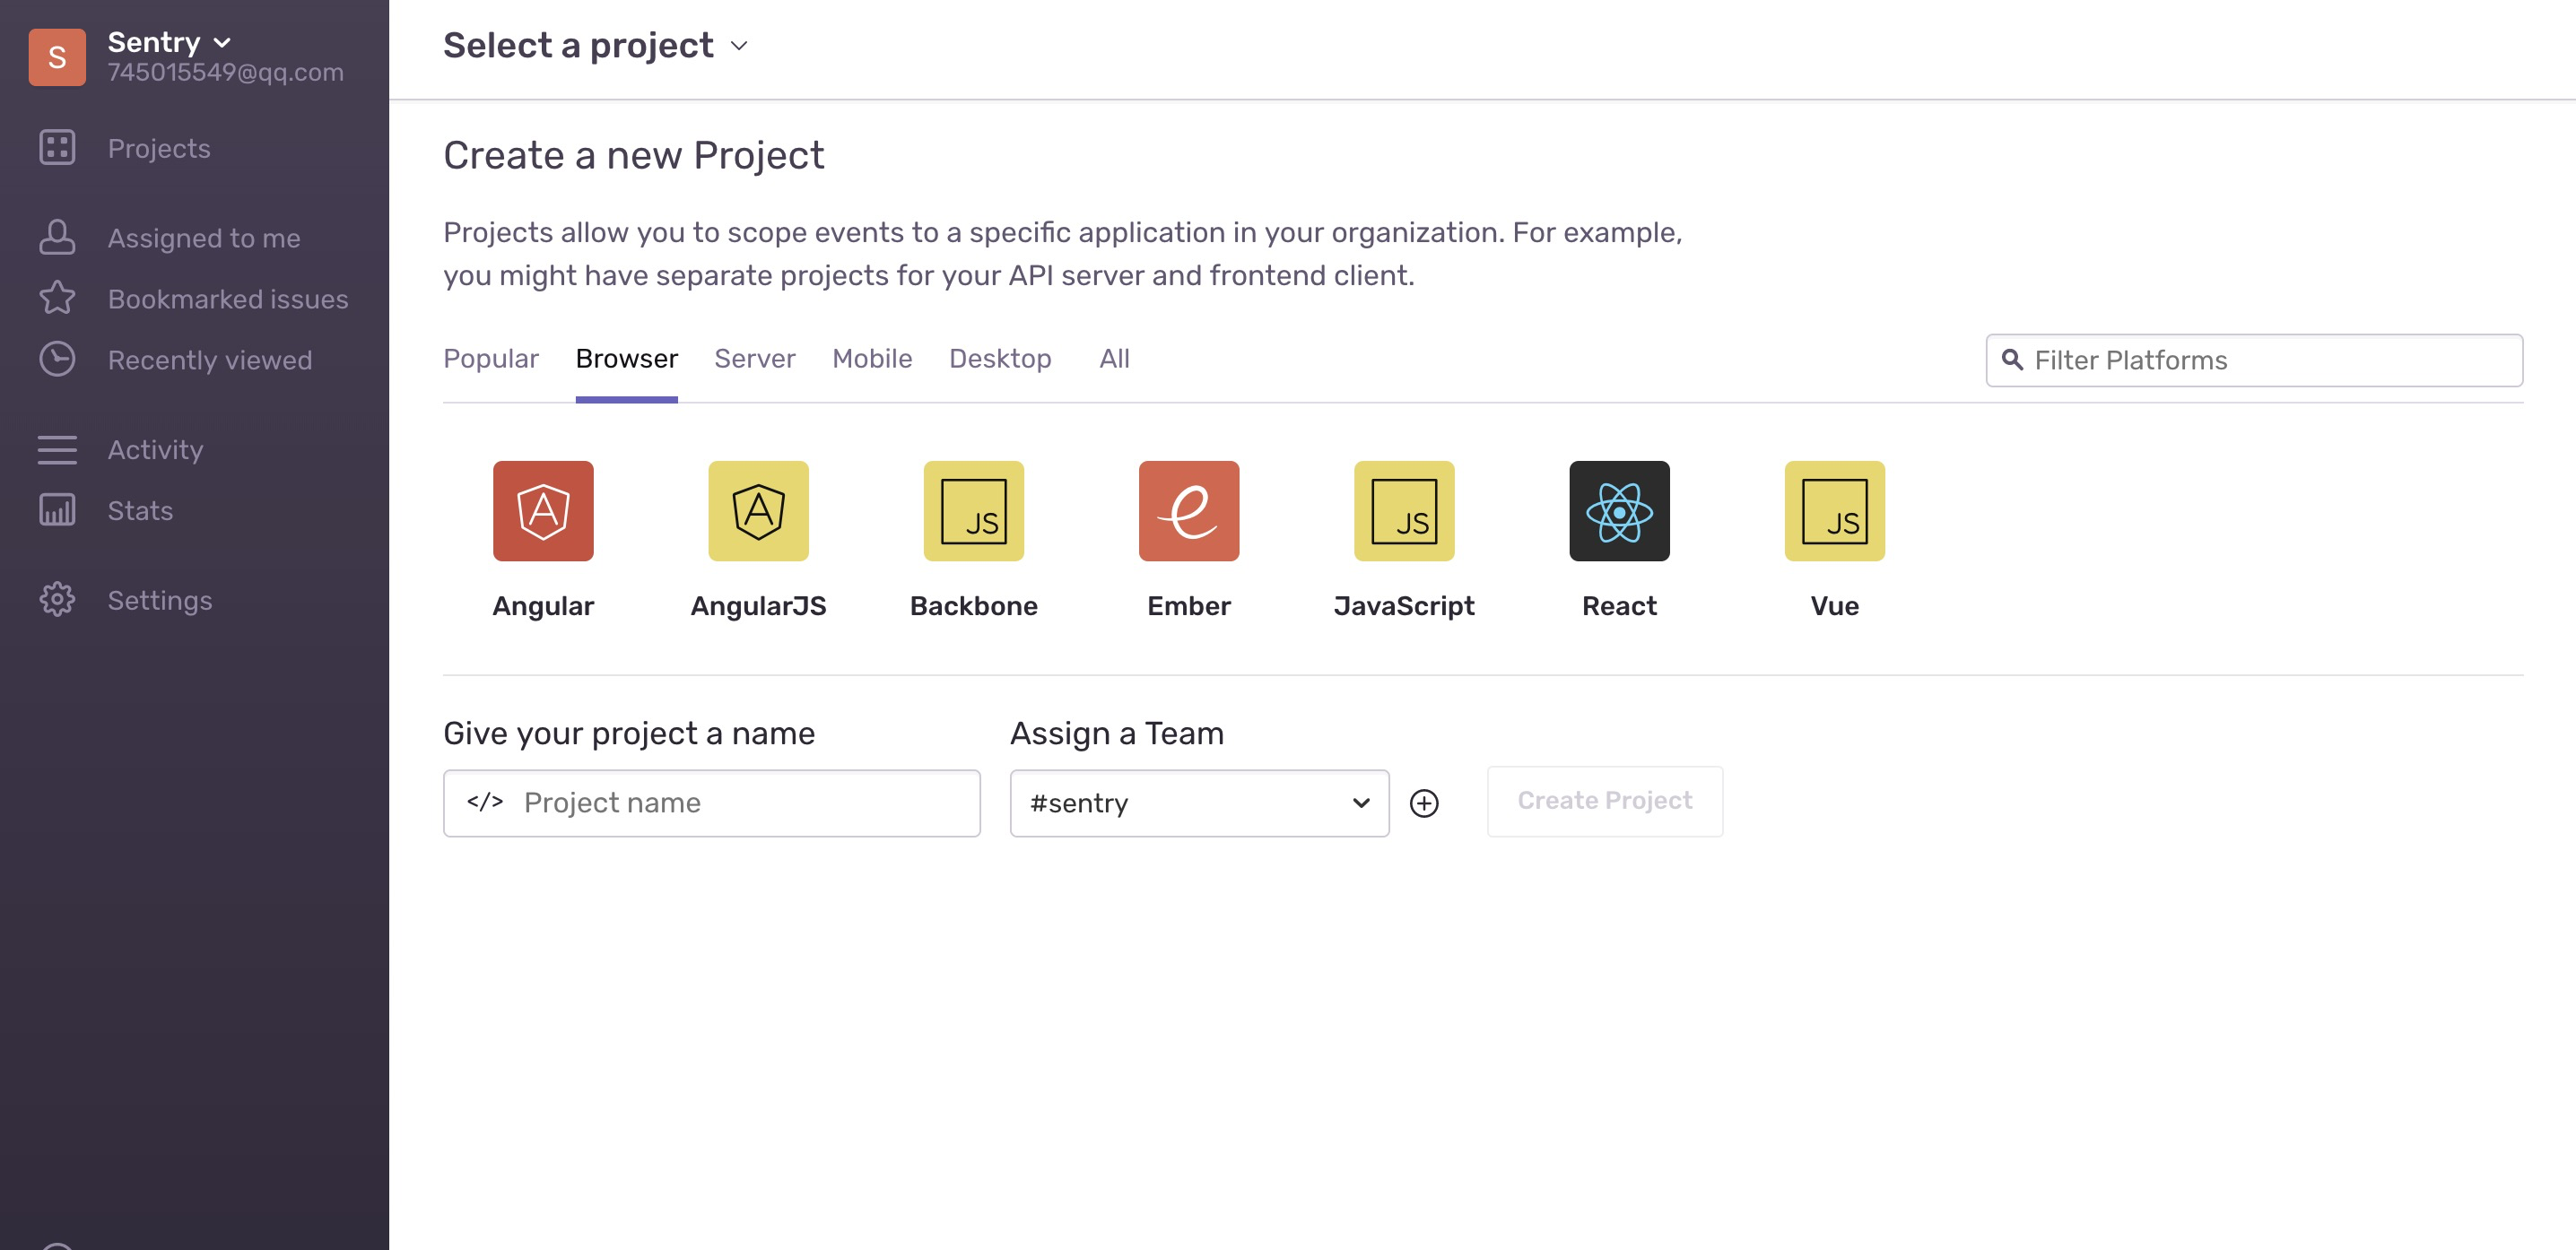 S
Sentry
745015549@qq.com
Projects
Assigned to me
Bookmarked issues
Recently viewed
Activity
Stats
Settings
Select a project
Create a new Project
Projects allow you to scope events to a specific application in your organization. For example,
you might have separate projects for your API server and frontend client.
Popular Browser Server Mobile Desktop All
Filter Platforms
A A JS e JS JS
Angular AngularJS Backbone Ember JavaScript React Vue
Give your project a name Assign a Team
</> Project name #sentry Create Project